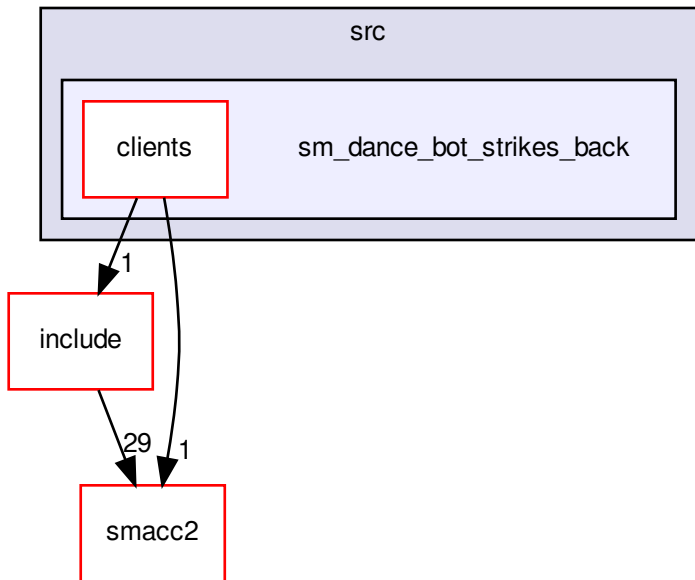 src
clients
sm_dance_bot_strikes_back
1
include
29
1
smacc2